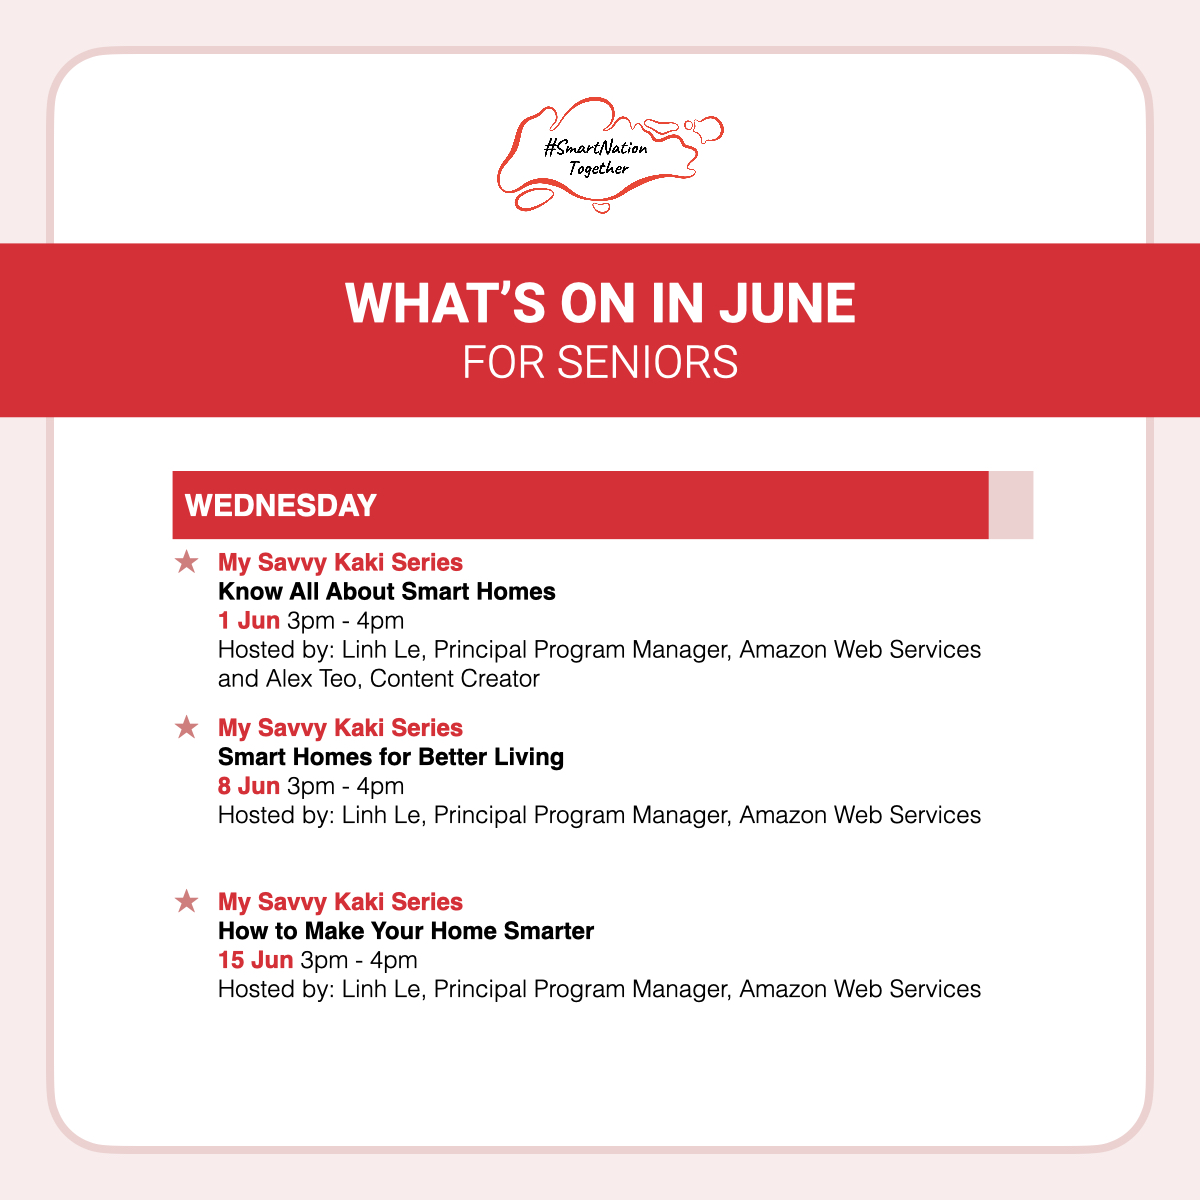 #SmartNation
Together
WHAT’S ON IN JUNE
FOR SENIORS
WEDNESDAY
My Savvy Kaki Series
Know All About Smart Homes
1 Jun 3pm - 4pm
Hosted by: Linh Le, Principal Program Manager, Amazon Web Services
and Alex Teo, Content Creator
My Savvy Kaki Series
Smart Homes for Better Living
8 Jun 3pm - 4pm
Hosted by: Linh Le, Principal Program Manager, Amazon Web Services
My Savvy Kaki Series
How to Make Your Home Smarter
15 Jun 3pm - 4pm
Hosted by: Linh Le, Principal Program Manager, Amazon Web Services